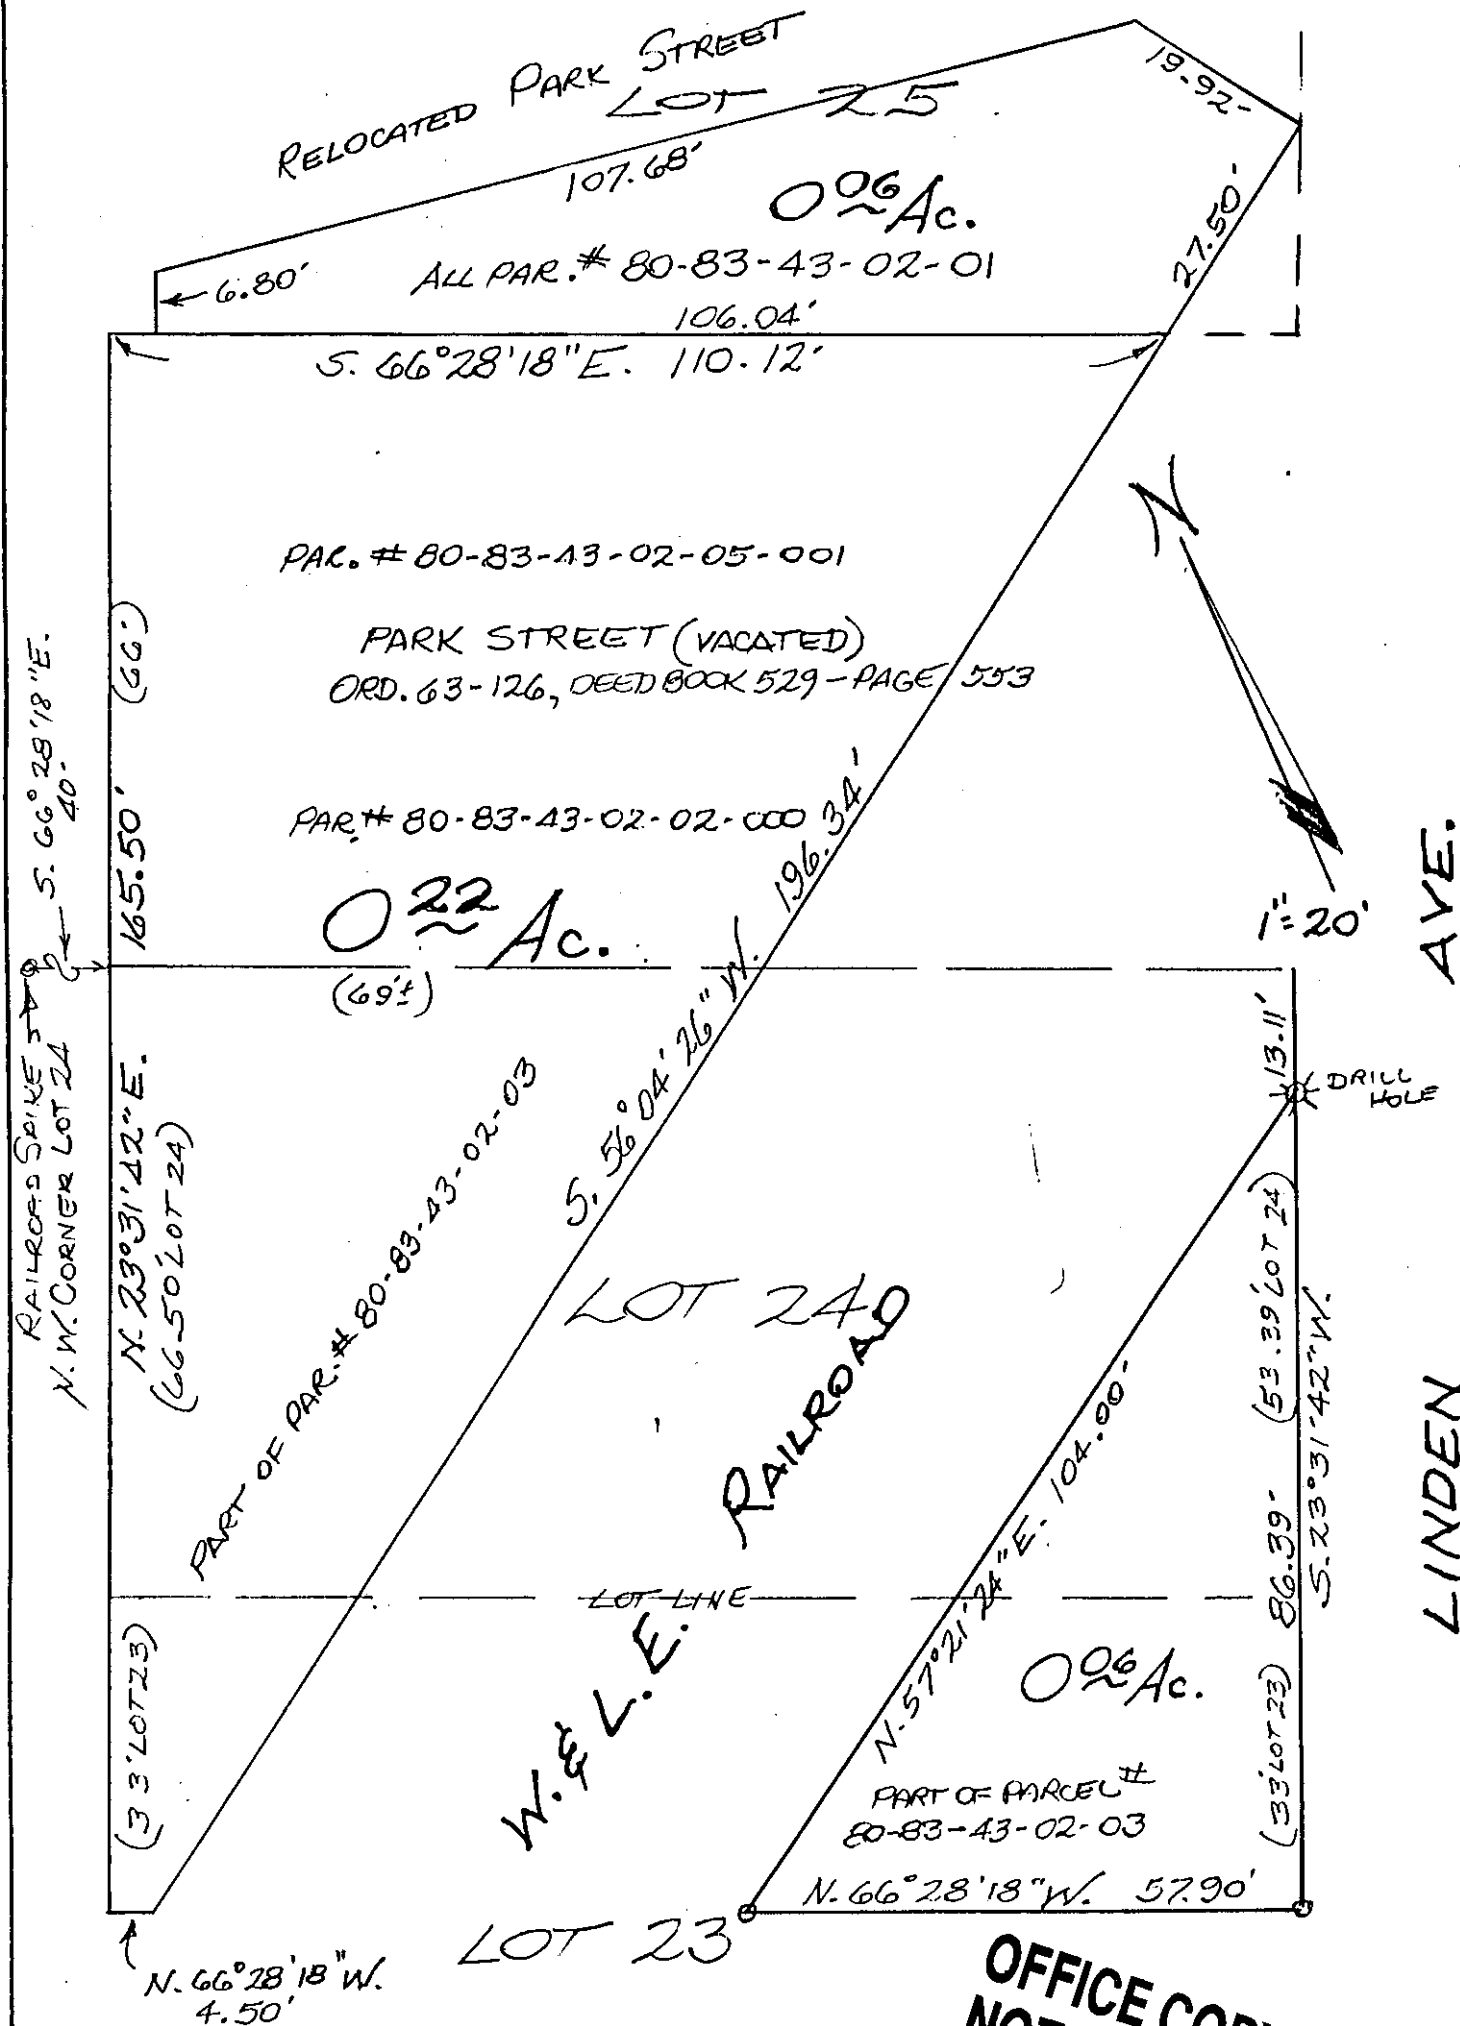 RELOCATED PARK STREET
LOT 25
19.92'
107.68'
0 06 Ac.
27.50'
6.80'
ALL PAR.# 80-83-43-02-01
106.04'
S. 66°28'18"E. 110.12'
N
PAR. # 80-83-43-02-05-001
(66')
PARK STREET (VACATED)
ORD. 63-126, DEED BOOK 529 - PAGE 553
S. 66°28'18"E.
40'
165.50'
PAR.# 80-83-43-02-02-000
196.34'
S. 56°04'26"W.
0 22 Ac.
(69'±)
1"=20'
LINDEN AVE.
RAILROAD SPIKE
N.W. CORNER LOT 24
N. 23°31'42"E.
(66.50' LOT 24)
13.11'
DRILL
HOLE
PART OF PAR.# 80-83-43-02-03
LOT 24
(53.39' LOT 24)
S. 23°31'42"W.
W. & L.E. RAILROAD
N. 57°21'24"E. 104.00'
86.39'
LOT LINE
0 06 Ac.
(33' LOT 23)
(33' LOT 23)
PART OF PARCEL #
80-83-43-02-03
N. 66°28'18"W. 57.90'
LOT 23
N. 66°28'18"W.
4.50'
OFFICE COPY
NOT